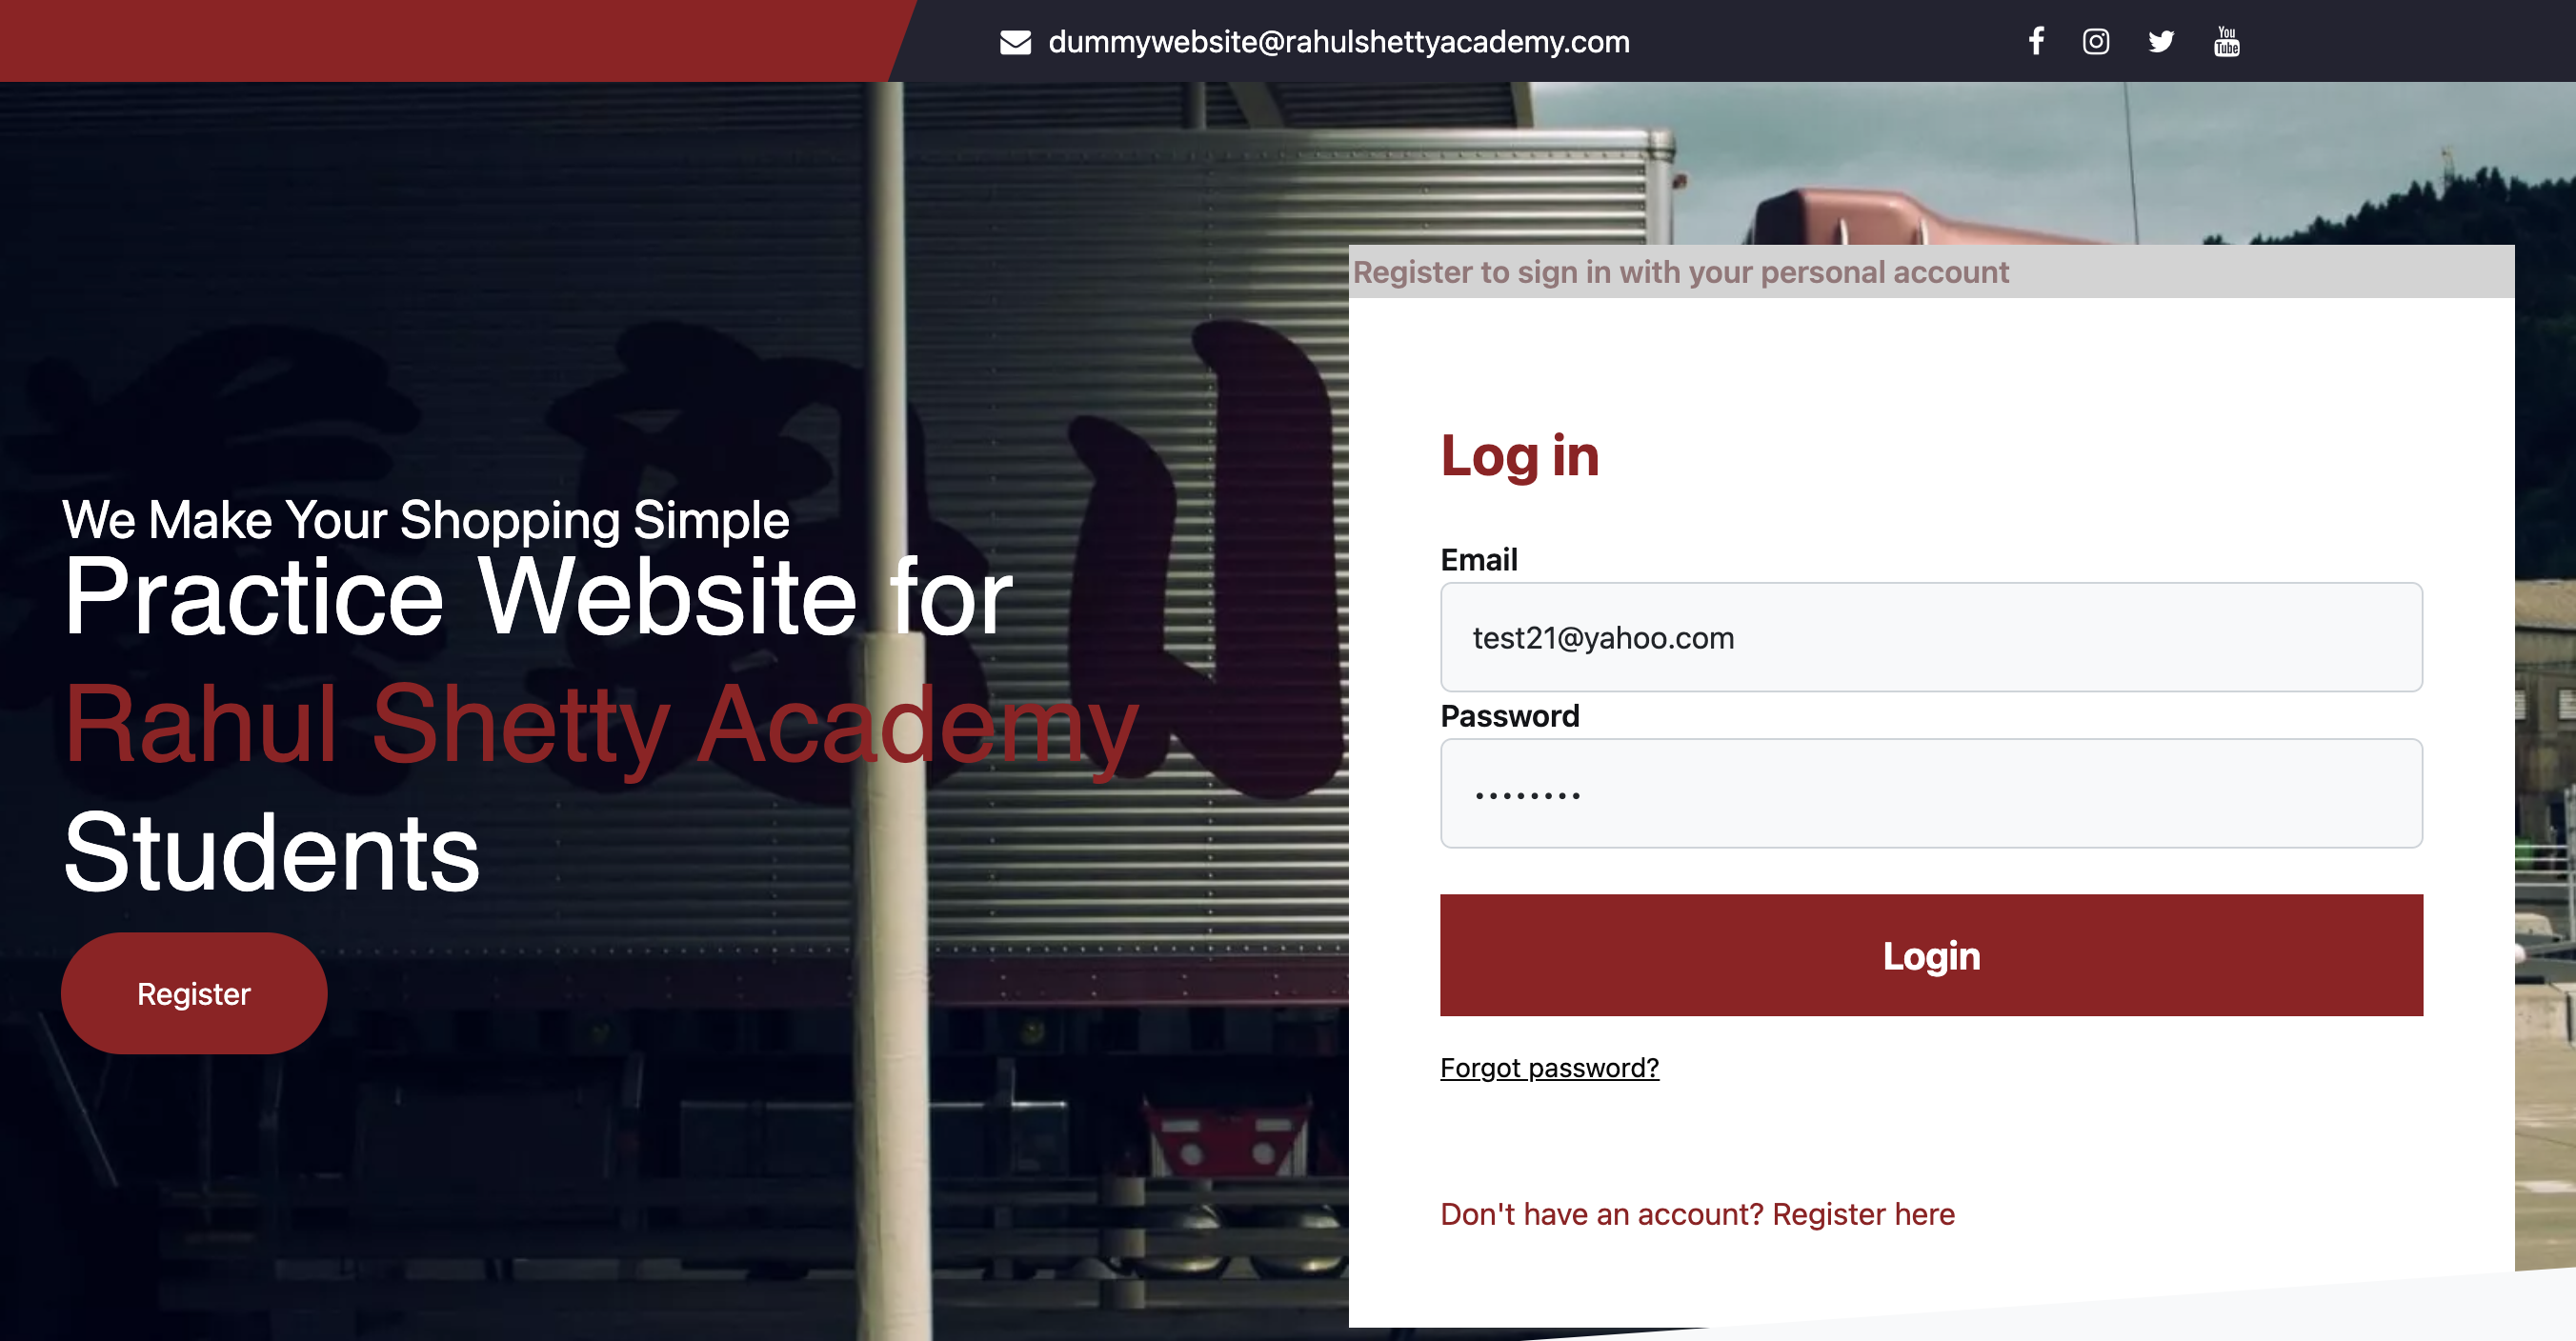 dummywebsite@rahulshettyacademy.com
You
Tube
Register to sign in with your personal account
We Make Your Shopping Simple
Practice Website for
Rahul Shetty Academy
Students
Register
Log in
Email
test21@yahoo.com
Password
••••••••
Login
Forgot password?
Don't have an account? Register here